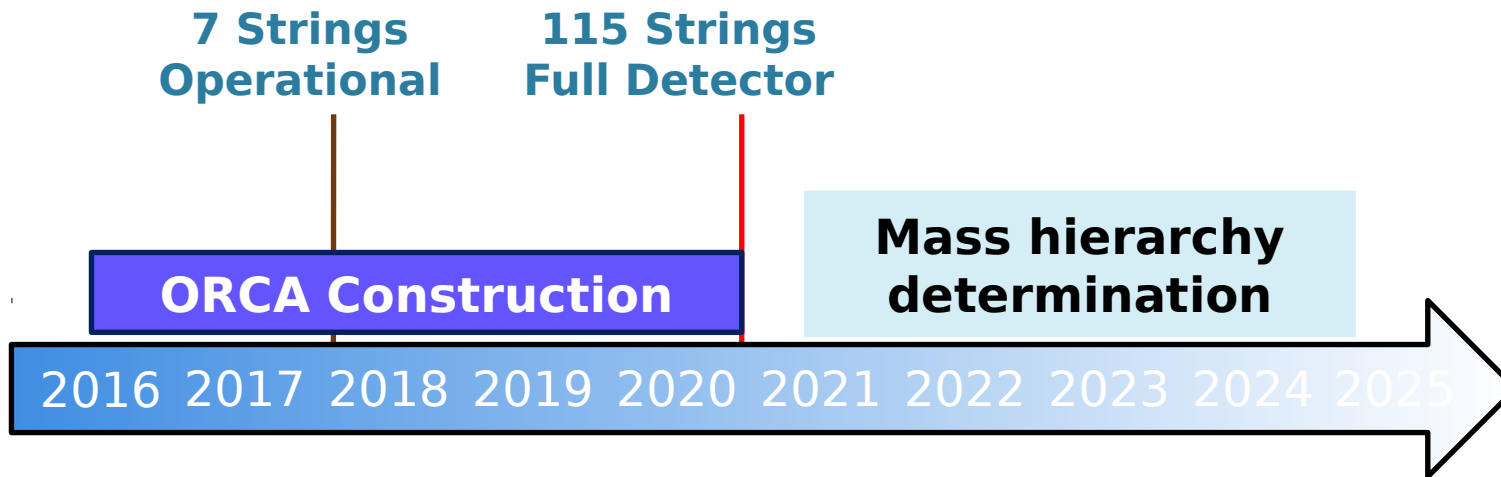 7 Strings
Operational
115 Strings
Full Detector
Mass hierarchy
determination
ORCA Construction
2016 2017 2018 2019 2020 2021 2022 2023 2024 2025